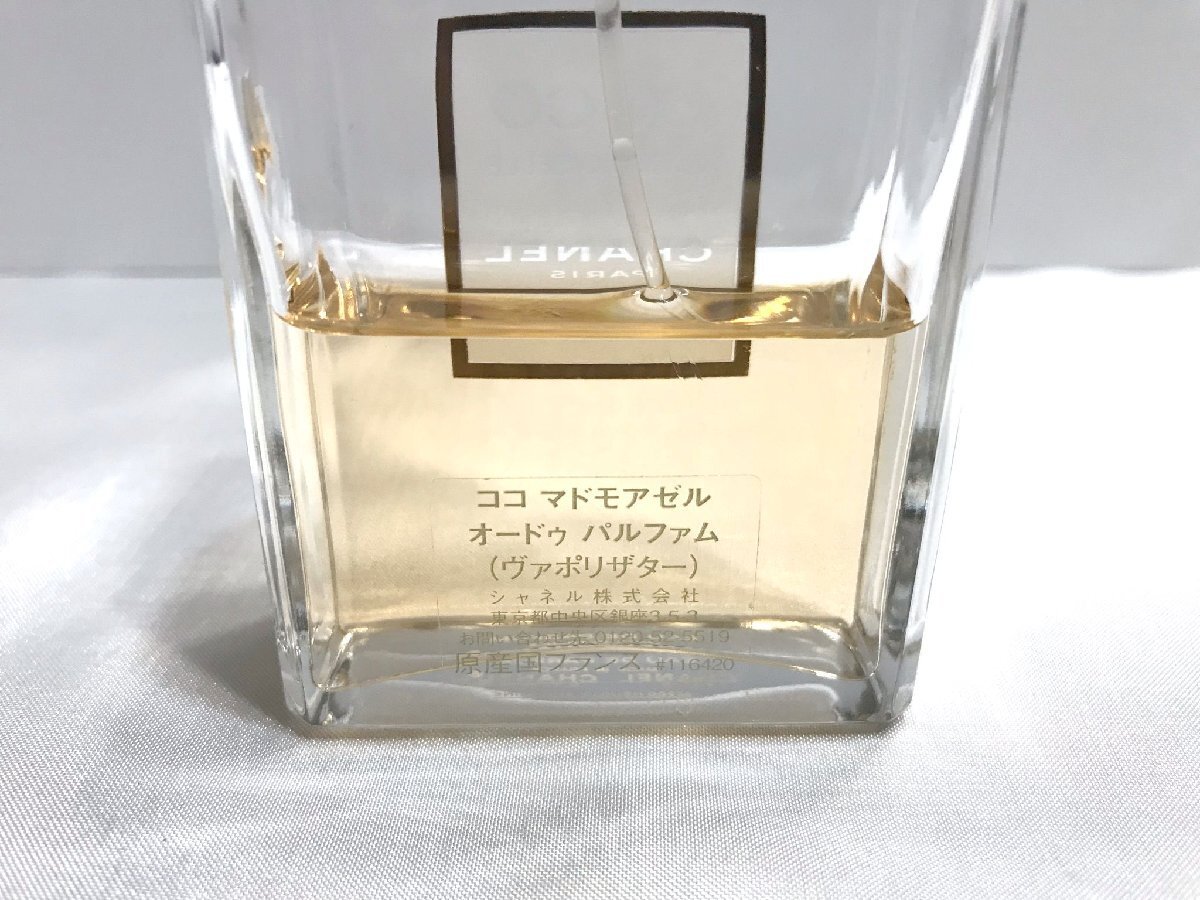 CHANEL
PARIS
ココ マドモアゼル
オードゥ パルファム
(ヴァポリザター)
シャネル株式会社
東京都中央区銀座3-5-3
お問い合わせ先 0120-52-5519
原産国フランス #116420
CHANEL